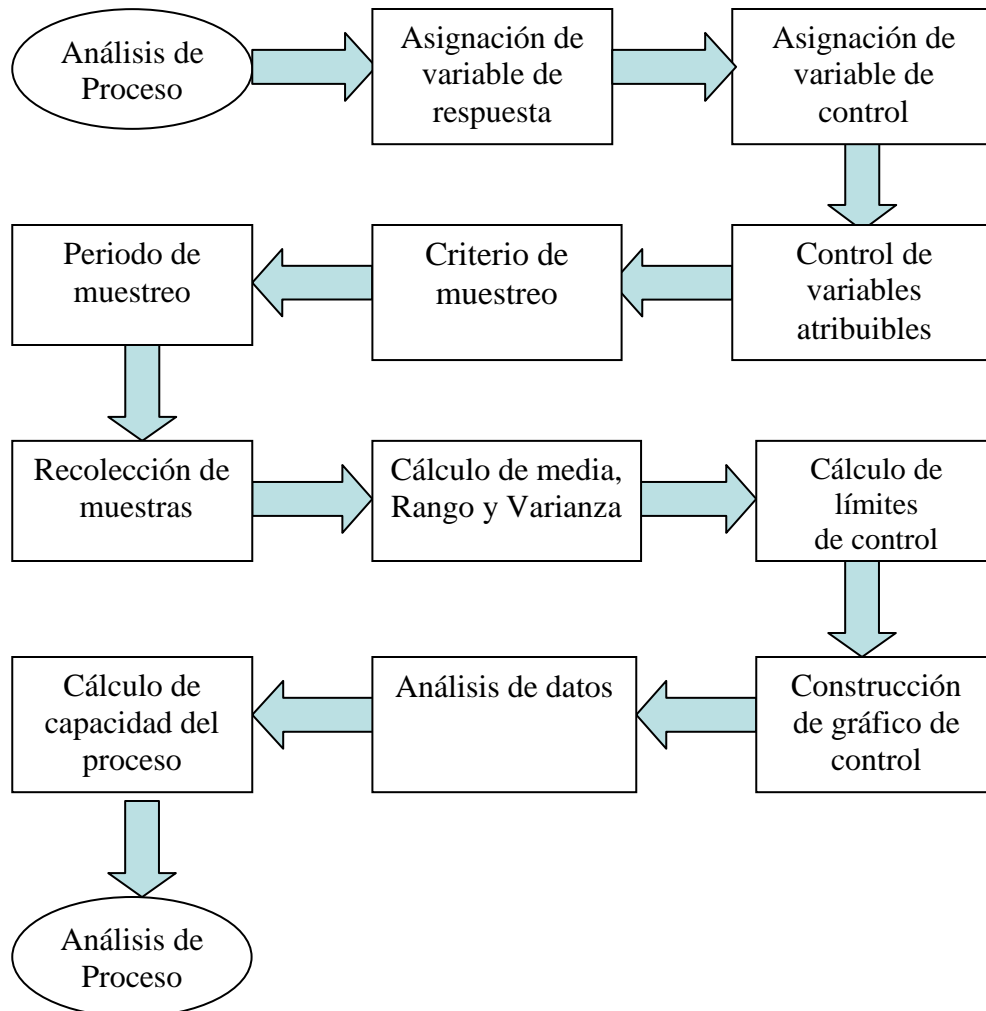 Análisis de
Proceso
Asignación de
variable de
respuesta
Asignación de
variable de
control
Control de
variables
atribuibles
Criterio de
muestreo
Periodo de
muestreo
Recolección de
muestras
Cálculo de media,
Rango y Varianza
Cálculo de
límites
de control
Construcción
de gráfico de
control
Análisis de datos
Cálculo de
capacidad del
proceso
Análisis de
Proceso